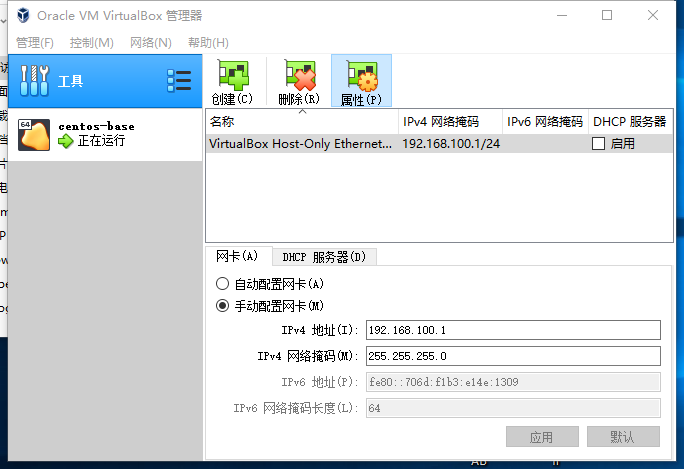 Oracle VM VirtualBox 管理器
管理(F) 控制(M) 网络(N) 帮助(H)
工具
创建(C) 删除(R) 属性(P)
64 centos-base
正在运行
名称 IPv4 网络掩码 IPv6 网络掩码 DHCP 服务器
VirtualBox Host-Only Ethernet... 192.168.100.1/24 启用
网卡(A) DHCP 服务器(D)
自动配置网卡(A)
手动配置网卡(M)
IPv4 地址(I): 192.168.100.1
IPv4 网络掩码(M): 255.255.255.0
IPv6 地址(P): fe80::706d:f1b3:e14e:1309
IPv6 网络掩码长度(L): 64
应用 默认